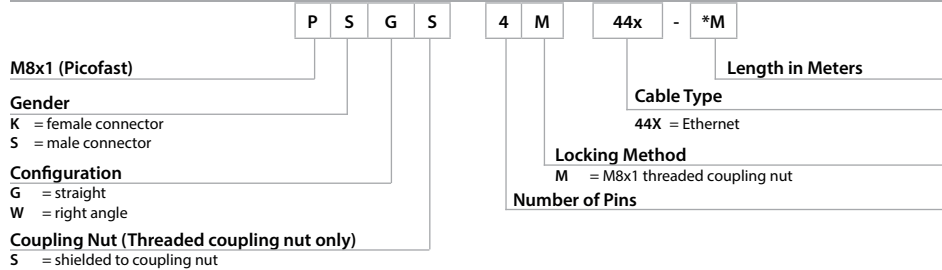 P S G S 4 M 44x - *M
M8x1 (Picofast)
Length in Meters
Gender
Cable Type
K = female connector
44X = Ethernet
S = male connector
Locking Method
Configuration
M = M8x1 threaded coupling nut
G = straight
Number of Pins
W = right angle
Coupling Nut (Threaded coupling nut only)
S = shielded to coupling nut